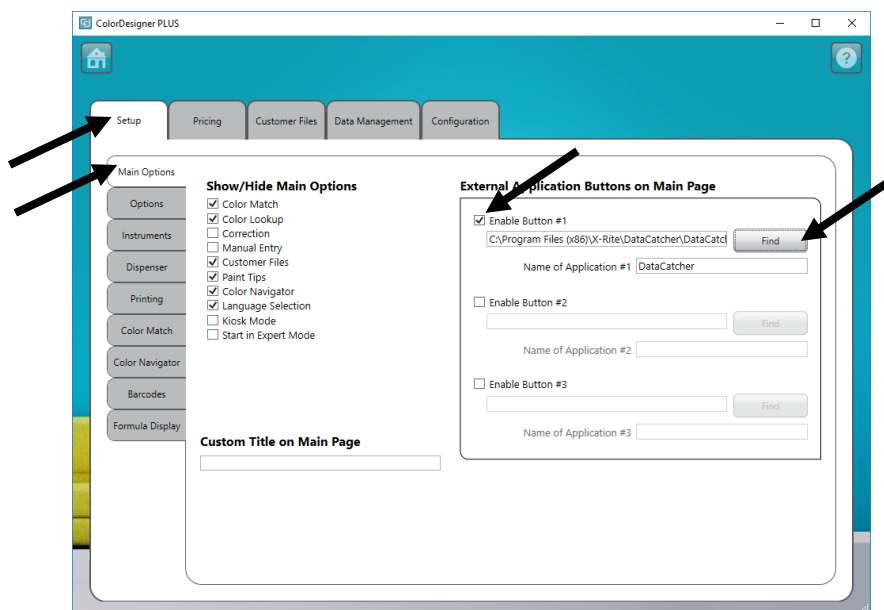 ColorDesigner PLUS
Setup
Pricing
Customer Files
Data Management
Configuration
Main Options
Options
Instruments
Dispenser
Printing
Color Match
Color Navigator
Barcodes
Formula Display
Show/Hide Main Options
Color Match
Color Lookup
Correction
Manual Entry
Customer Files
Paint Tips
Color Navigator
Language Selection
Kiosk Mode
Start in Expert Mode
Custom Title on Main Page
External Application Buttons on Main Page
Enable Button #1
C:\Program Files (x86)\X-Rite\DataCatcher\DataCatcl
Find
Name of Application #1 DataCatcher
Enable Button #2
Find
Name of Application #2
Enable Button #3
Find
Name of Application #3